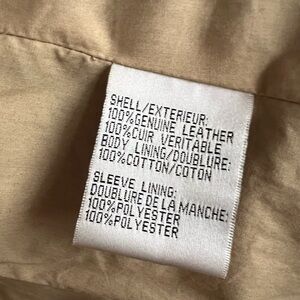 SHELL/EXTERIEUR:
100%GENUINE LEATHER
100%CUIR VERITABLE
BODY LINING/DOUBLURE:
100%COTTON/COTON
SLEEVE LINING:
DOUBLURE DE LA MANCHE:
100%POLYESTER
100%POLYESTER